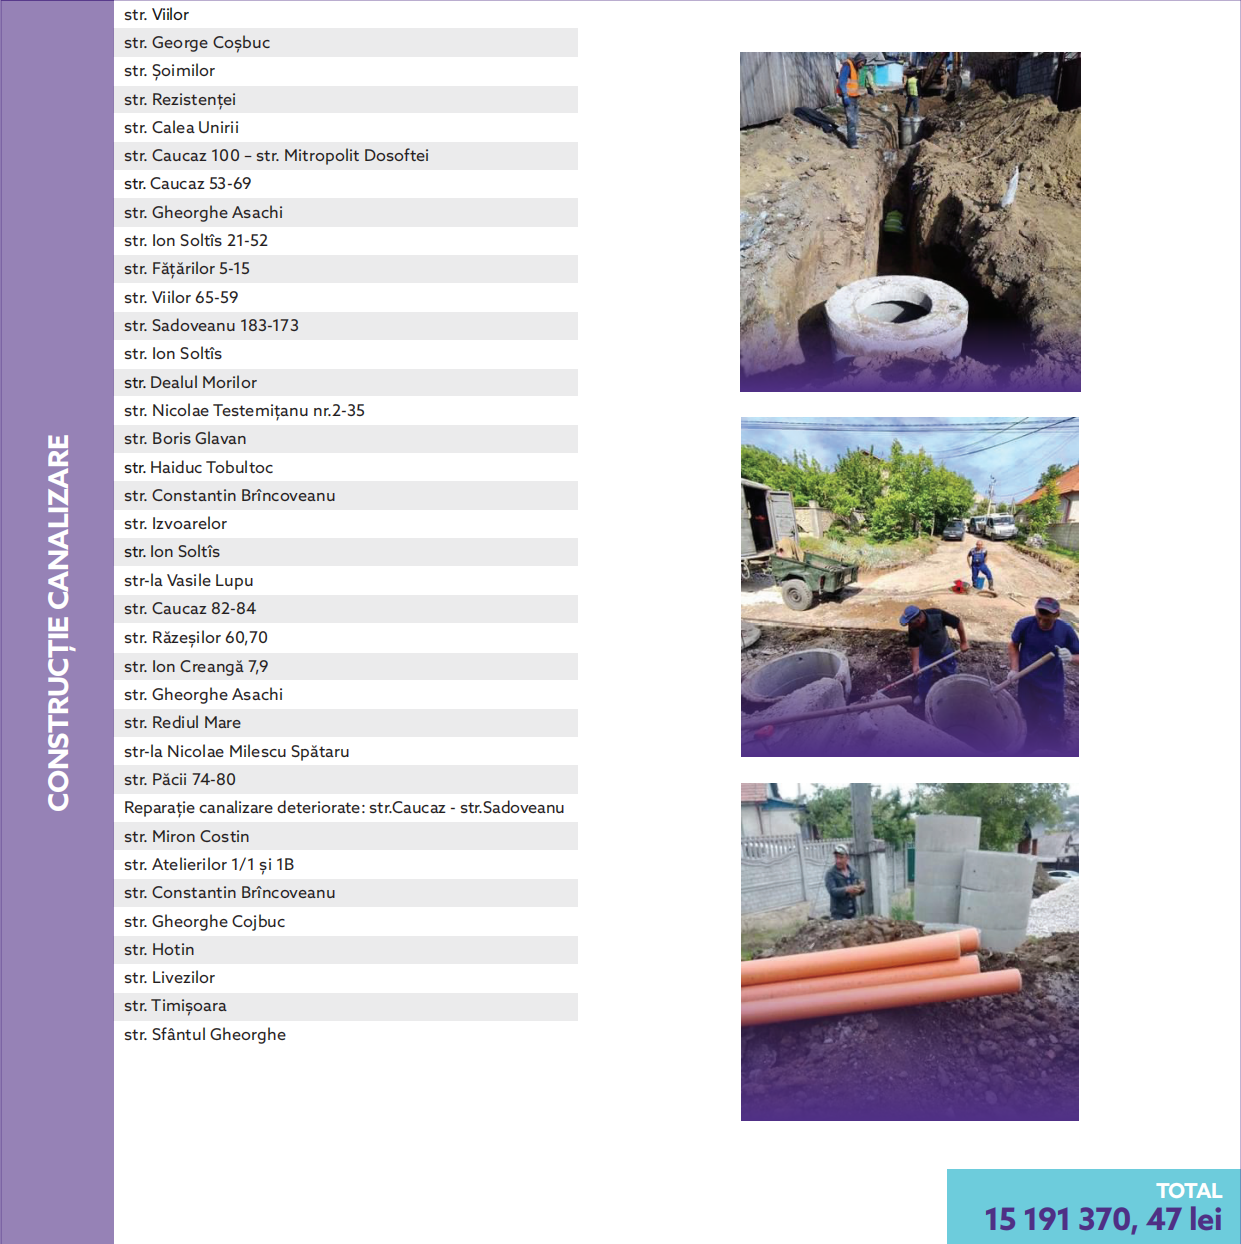 CONSTRUCȚIE CANALIZARE
str. Viilor
str. George Coșbuc
str. Șoimilor
str. Rezistenței
str. Calea Unirii
str. Caucaz 100 – str. Mitropolit Dosoftei
str. Caucaz 53-69
str. Gheorghe Asachi
str. Ion Soltîs 21-52
str. Fățărilor 5-15
str. Viilor 65-59
str. Sadoveanu 183-173
str. Ion Soltîs
str. Dealul Morilor
str. Nicolae Testemițanu nr.2-35
str. Boris Glavan
str. Haiduc Tobultoc
str. Constantin Brîncoveanu
str. Izvoarelor
str. Ion Soltîs
str-la Vasile Lupu
str. Caucaz 82-84
str. Răzeșilor 60,70
str. Ion Creangă 7,9
str. Gheorghe Asachi
str. Rediul Mare
str-la Nicolae Milescu Spătaru
str. Păcii 74-80
Reparație canalizare deteriorate: str.Caucaz - str.Sadoveanu
str. Miron Costin
str. Atelierilor 1/1 și 1B
str. Constantin Brîncoveanu
str. Gheorghe Cojbuc
str. Hotin
str. Livezilor
str. Timișoara
str. Sfântul Gheorghe
TOTAL
15 191 370, 47 lei